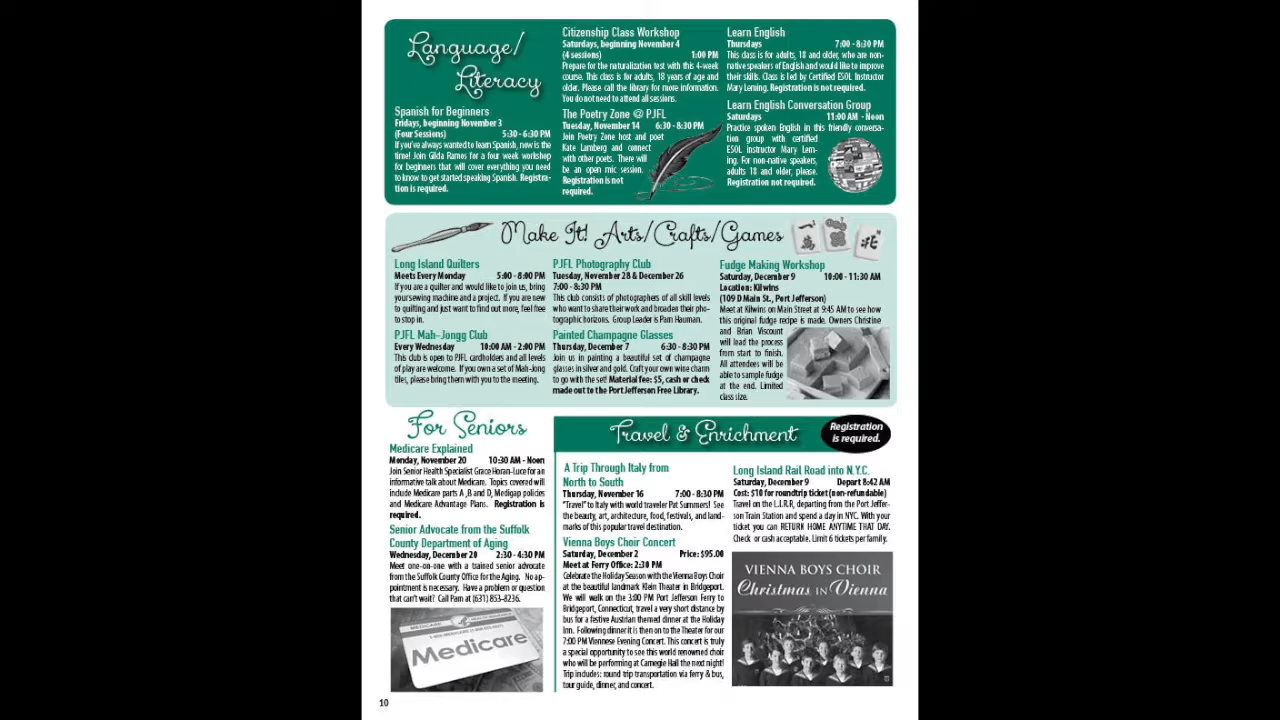 Language/
Literacy
Spanish for Beginners
Fridays, beginning November 3
(Four Sessions) 5:30 - 6:30 PM
If you've always wanted to learn Spanish, now is the
time! Join Gilda Ramos for a four week workshop
for beginners that will cover everything you need
to know to get started speaking Spanish. Registra-
tion is required.
Citizenship Class Workshop
Saturdays, beginning November 4
(4 sessions) 1:00 PM
Prepare for the naturalization test with this 4-week
course. This class is for adults, 18 years of age and
older. Please call the library for more information.
You do not need to attend all sessions.
The Poetry Zone @ PJFL
Tuesday, November 14 6:30 - 8:30 PM
Join Poetry Zone host and poet
Kate Lamberg and connect
with other poets. There will
be an open mic session.
Registration is not
required.
Learn English
Thursdays 7:00 - 8:30 PM
This class is for adults, 18 and older, who are non-
native speakers of English and would like to improve
their skills. Class is led by Certified ESOL Instructor
Mary Lerning. Registration is not required.
Learn English Conversation Group
Saturdays 11:00 AM - Noon
Practice spoken English in this friendly conversa-
tion group with certified
ESOL instructor Mary Lern-
ing. For non-native speakers,
adults 18 and older, please.
Registration not required.
Make It! Arts/Crafts/Games
Long Island Quilters
Meets Every Monday 5:00 - 8:00 PM
If you are a quilter and would like to join us, bring
your sewing machine and a project. If you are new
to quilting and just want to find out more, feel free
to stop in.
PJFL Mah-Jongg Club
Every Wednesday 10:00 AM - 2:00 PM
This club is open to PJFL cardholders and all levels
of play are welcome. If you own a set of Mah-Jong
tiles, please bring them with you to the meeting.
PJFL Photography Club
Tuesday, November 28 & December 26
7:00 - 8:30 PM
This club consists of photographers of all skill levels
who want to share their work and broaden their pho-
tographic horizons. Group Leader is Pam Hauman.
Painted Champagne Glasses
Thursday, December 7 6:30 - 8:30 PM
Join us in painting a beautiful set of champagne
glasses in silver and gold. Craft your own wine charm
to go with the set! Material fee: $5, cash or check
made out to the Port Jefferson Free Library.
Fudge Making Workshop
Saturday, December 9 10:00 - 11:30 AM
Location: Kilwins
(109 D Main St., Port Jefferson)
Meet at Kilwins on Main Street at 9:45 AM to see how
this original fudge recipe is made. Owners Christine
and Brian Viscount
will lead the process
from start to finish.
All attendees will be
able to sample fudge
at the end. Limited
class size.
For Seniors
Medicare Explained
Monday, November 20 10:30 AM - Noon
Join Senior Health Specialist Grace Horan-Luce for an
informative talk about Medicare. Topics covered will
include Medicare parts A ,B and D, Medigap policies
and Medicare Advantage Plans. Registration is
required.
Senior Advocate from the Suffolk
County Department of Aging
Wednesday, December 20 2:30 - 4:30 PM
Meet one-on-one with a trained senior advocate
from the Suffolk County Office for the Aging. No ap-
pointment is necessary. Have a problem or question
that can't wait? Call Pam at (631) 853-8236.
Medicare
Travel & Enrichment
Registration
is required.
A Trip Through Italy from
North to South
Thursday, November 16 7:00 - 8:30 PM
"Travel" to Italy with world traveler Pat Summers! See
the beauty, art, architecture, food, festivals, and land-
marks of this popular travel destination.
Vienna Boys Choir Concert
Saturday, December 2 Price: $95.00
Meet at Ferry Office: 2:30 PM
Celebrate the Holiday Season with the Vienna Boys Choir
at the beautiful landmark Klein Theater in Bridgeport.
We will walk on the 3:00 PM Port Jefferson Ferry to
Bridgeport, Connecticut, travel a very short distance by
bus for a festive Austrian themed dinner at the Holiday
Inn. Following dinner it is then on to the Theater for our
7:00 PM Viennese Evening Concert. This concert is truly
a special opportunity to see this world renowned choir
who will be performing at Carnegie Hall the next night!
Trip includes: round trip transportation via ferry & bus,
tour guide, dinner, and concert.
Long Island Rail Road into N.Y.C.
Saturday, December 9 Depart 8:42 AM
Cost: $10 for roundtrip ticket (non-refundable)
Travel on the L.I.R.R, departing from the Port Jeffer-
son Train Station and spend a day in NYC. With your
ticket you can RETURN HOME ANYTIME THAT DAY.
Check or cash acceptable. Limit 6 tickets per family.
VIENNA BOYS CHOIR
Christmas IN Vienna
10